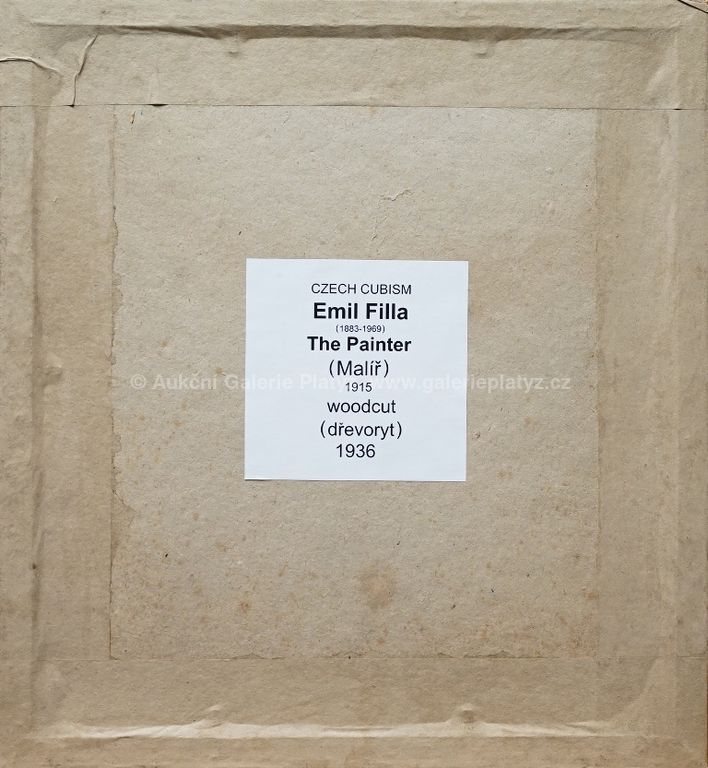 CZECH CUBISM
Emil Filla
(1883-1969)
The Painter
(Malíř)
© Aukční Galerie Platýz, www.galerieplatyz.cz
1915
woodcut
(dřevoryt)
1936